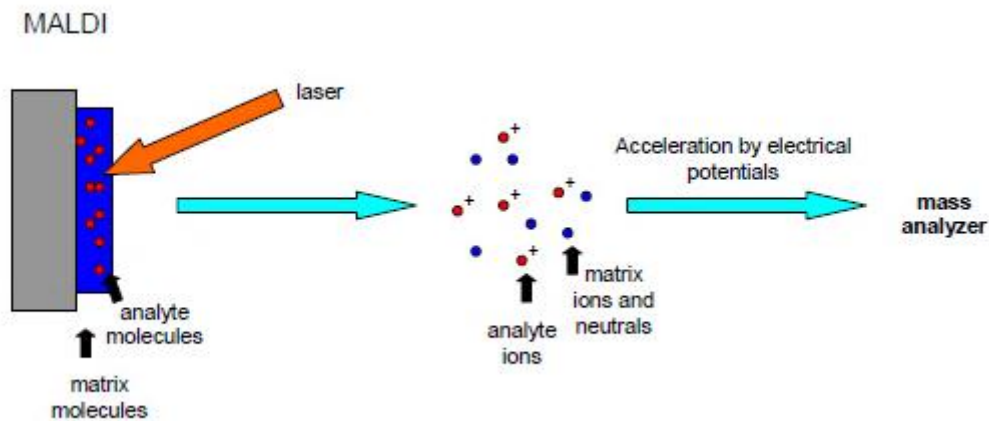 MALDI
laser
analyte
molecules
matrix
molecules
+
+
+
+
+
analyte
ions
matrix
ions and
neutrals
Acceleration by electrical
potentials
mass
analyzer